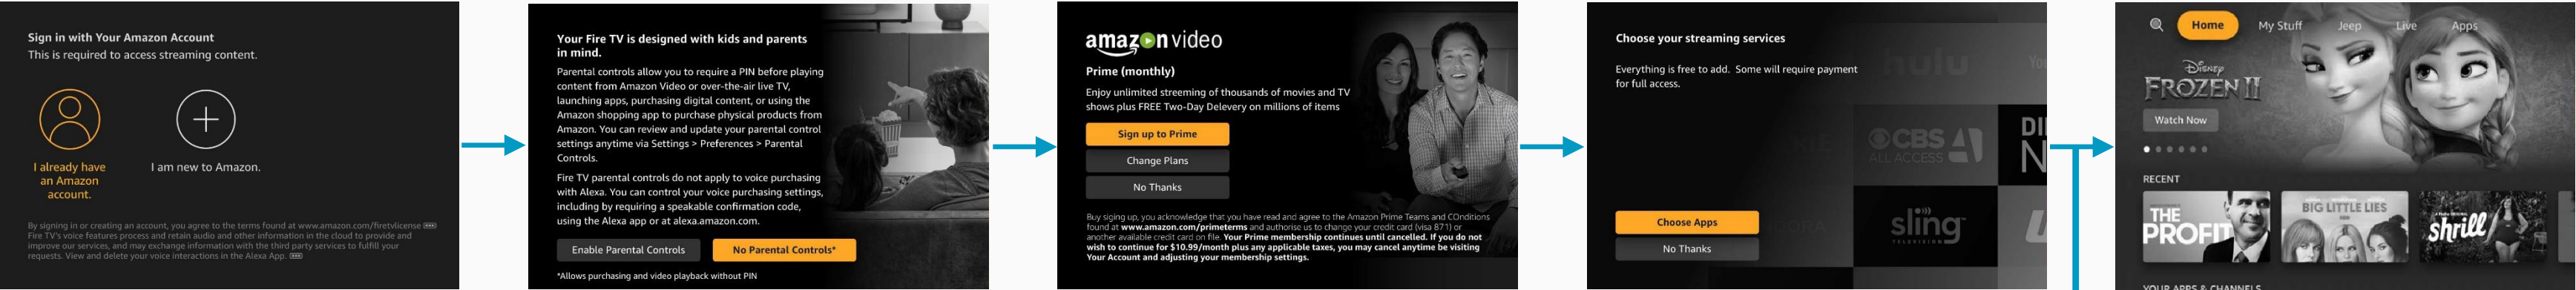 Sign in with Your Amazon Account
This is required to access streaming content.
I already have
an Amazon
account.
I am new to Amazon.
By signing in or creating an account, you agree to the terms found at www.amazon.com/firetvlicense
Fire TV's voice features process and retain audio and other information in the cloud to provide and
improve our services, and may exchange information with the third party services to fulfill your
requests. View and delete your voice interactions in the Alexa App.
Your Fire TV is designed with kids and parents
in mind.
Parental controls allow you to require a PIN before playing
content from Amazon Video or over-the-air live TV,
launching apps, purchasing digital content, or using the
Amazon shopping app to purchase physical products from
Amazon. You can review and update your parental control
settings anytime via Settings > Preferences > Parental
Controls.
Fire TV parental controls do not apply to voice purchasing
with Alexa. You can control your voice purchasing settings,
including by requiring a speakable confirmation code,
using the Alexa app or at alexa.amazon.com.
Enable Parental Controls
No Parental Controls*
*Allows purchasing and video playback without PIN
amazon video
Prime (monthly)
Enjoy unlimited streeming of thousands of movies and TV
shows plus FREE Two-Day Delevery on millions of items
Sign up to Prime
Change Plans
No Thanks
Buy siging up, you acknowledge that you have read and agree to the Amazon Prime Teams and COnditions
found at www.amazon.com/primeterms and authorise us to change your credit card (visa 871) or
another available credit card on file. Your Prime membership continues until cancelled. If you do not
wish to continue for $10.99/month plus any applicable taxes, you may cancel anytime be visiting
Your Account and adjusting your membership settings.
Choose your streaming services
Everything is free to add. Some will require payment
for full access.
hulu
CBS
ALL ACCESS
sling
TELEVISION
Choose Apps
No Thanks
Home
My Stuff
Jeep
Live
Apps
Disney
FROZEN II
Watch Now
RECENT
THE
PROFIT
BIG LITTLE LIES
shrill
YOUR APPS & CHANNELS